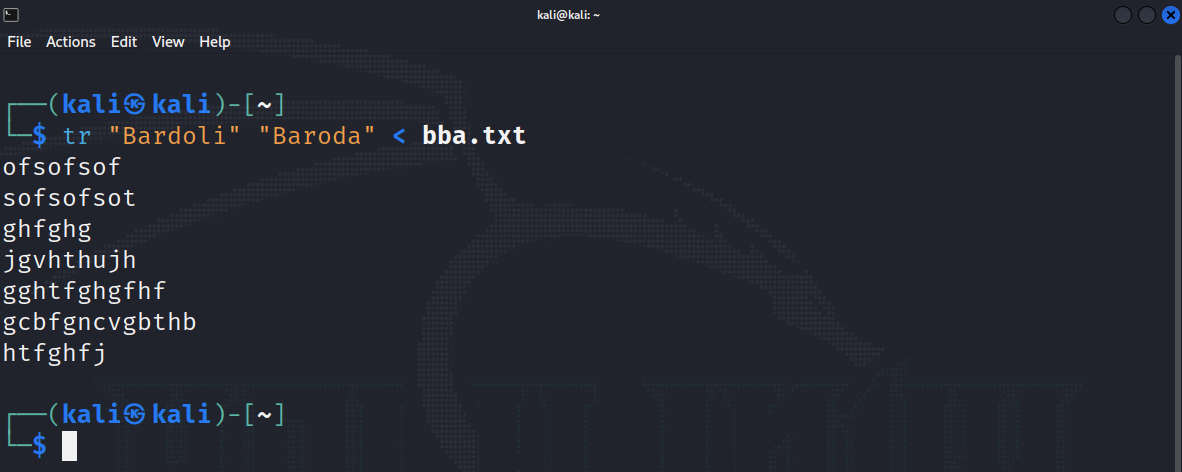 kali@kali: ~
File Actions Edit View Help
┌──(kali㉿kali)-[~]
└─$ tr "Bardoli" "Baroda" < bba.txt
ofsofsof
sofsofsot
ghfghg
jgvhthujh
gghtfghgfhf
gcbfgncvgbthb
htfghfj
┌──(kali㉿kali)-[~]
└─$